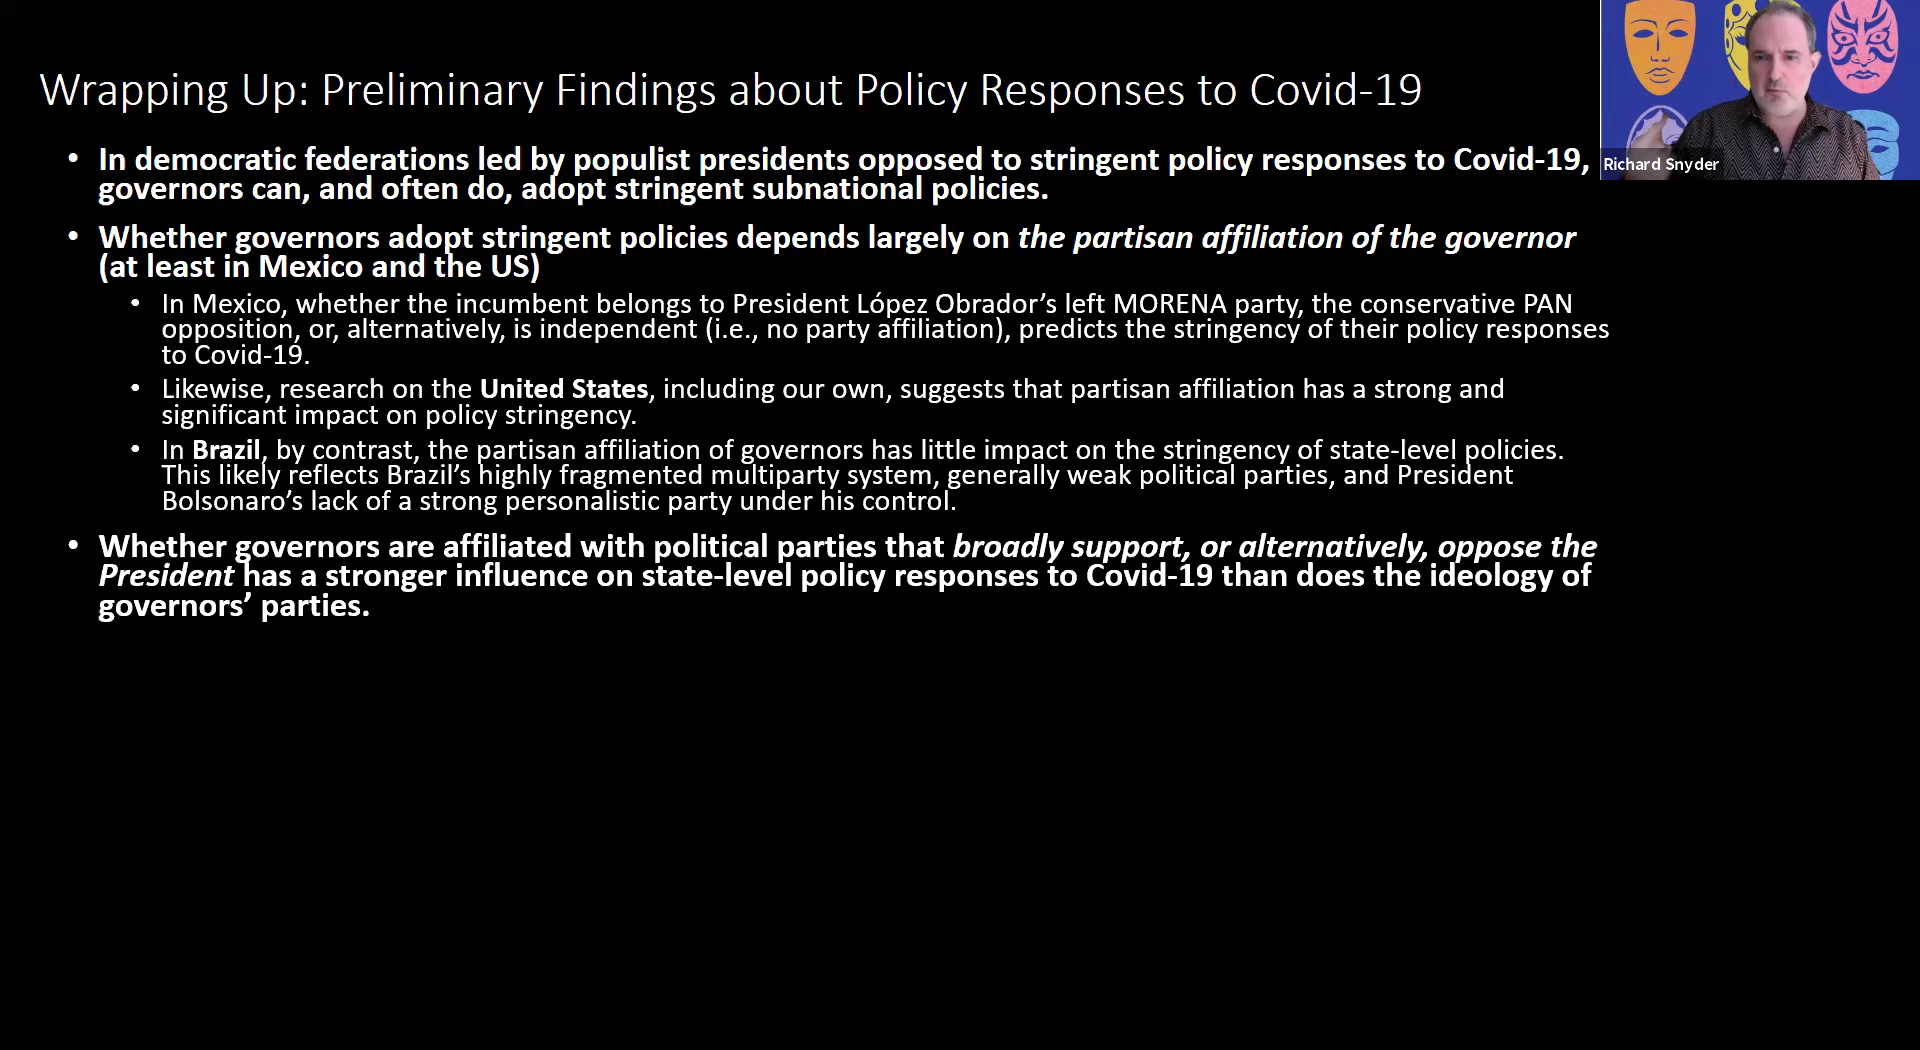 Wrapping Up: Preliminary Findings about Policy Responses to Covid-19
• In democratic federations led by populist presidents opposed to stringent policy responses to Covid-19,
governors can, and often do, adopt stringent subnational policies.
• Whether governors adopt stringent policies depends largely on the partisan affiliation of the governor
(at least in Mexico and the US)
• In Mexico, whether the incumbent belongs to President López Obrador’s left MORENA party, the conservative PAN
opposition, or, alternatively, is independent (i.e., no party affiliation), predicts the stringency of their policy responses
to Covid-19.
• Likewise, research on the United States, including our own, suggests that partisan affiliation has a strong and
significant impact on policy stringency.
• In Brazil, by contrast, the partisan affiliation of governors has little impact on the stringency of state-level policies.
This likely reflects Brazil’s highly fragmented multiparty system, generally weak political parties, and President
Bolsonaro’s lack of a strong personalistic party under his control.
• Whether governors are affiliated with political parties that broadly support, or alternatively, oppose the
President has a stronger influence on state-level policy responses to Covid-19 than does the ideology of
governors’ parties.
Richard Snyder